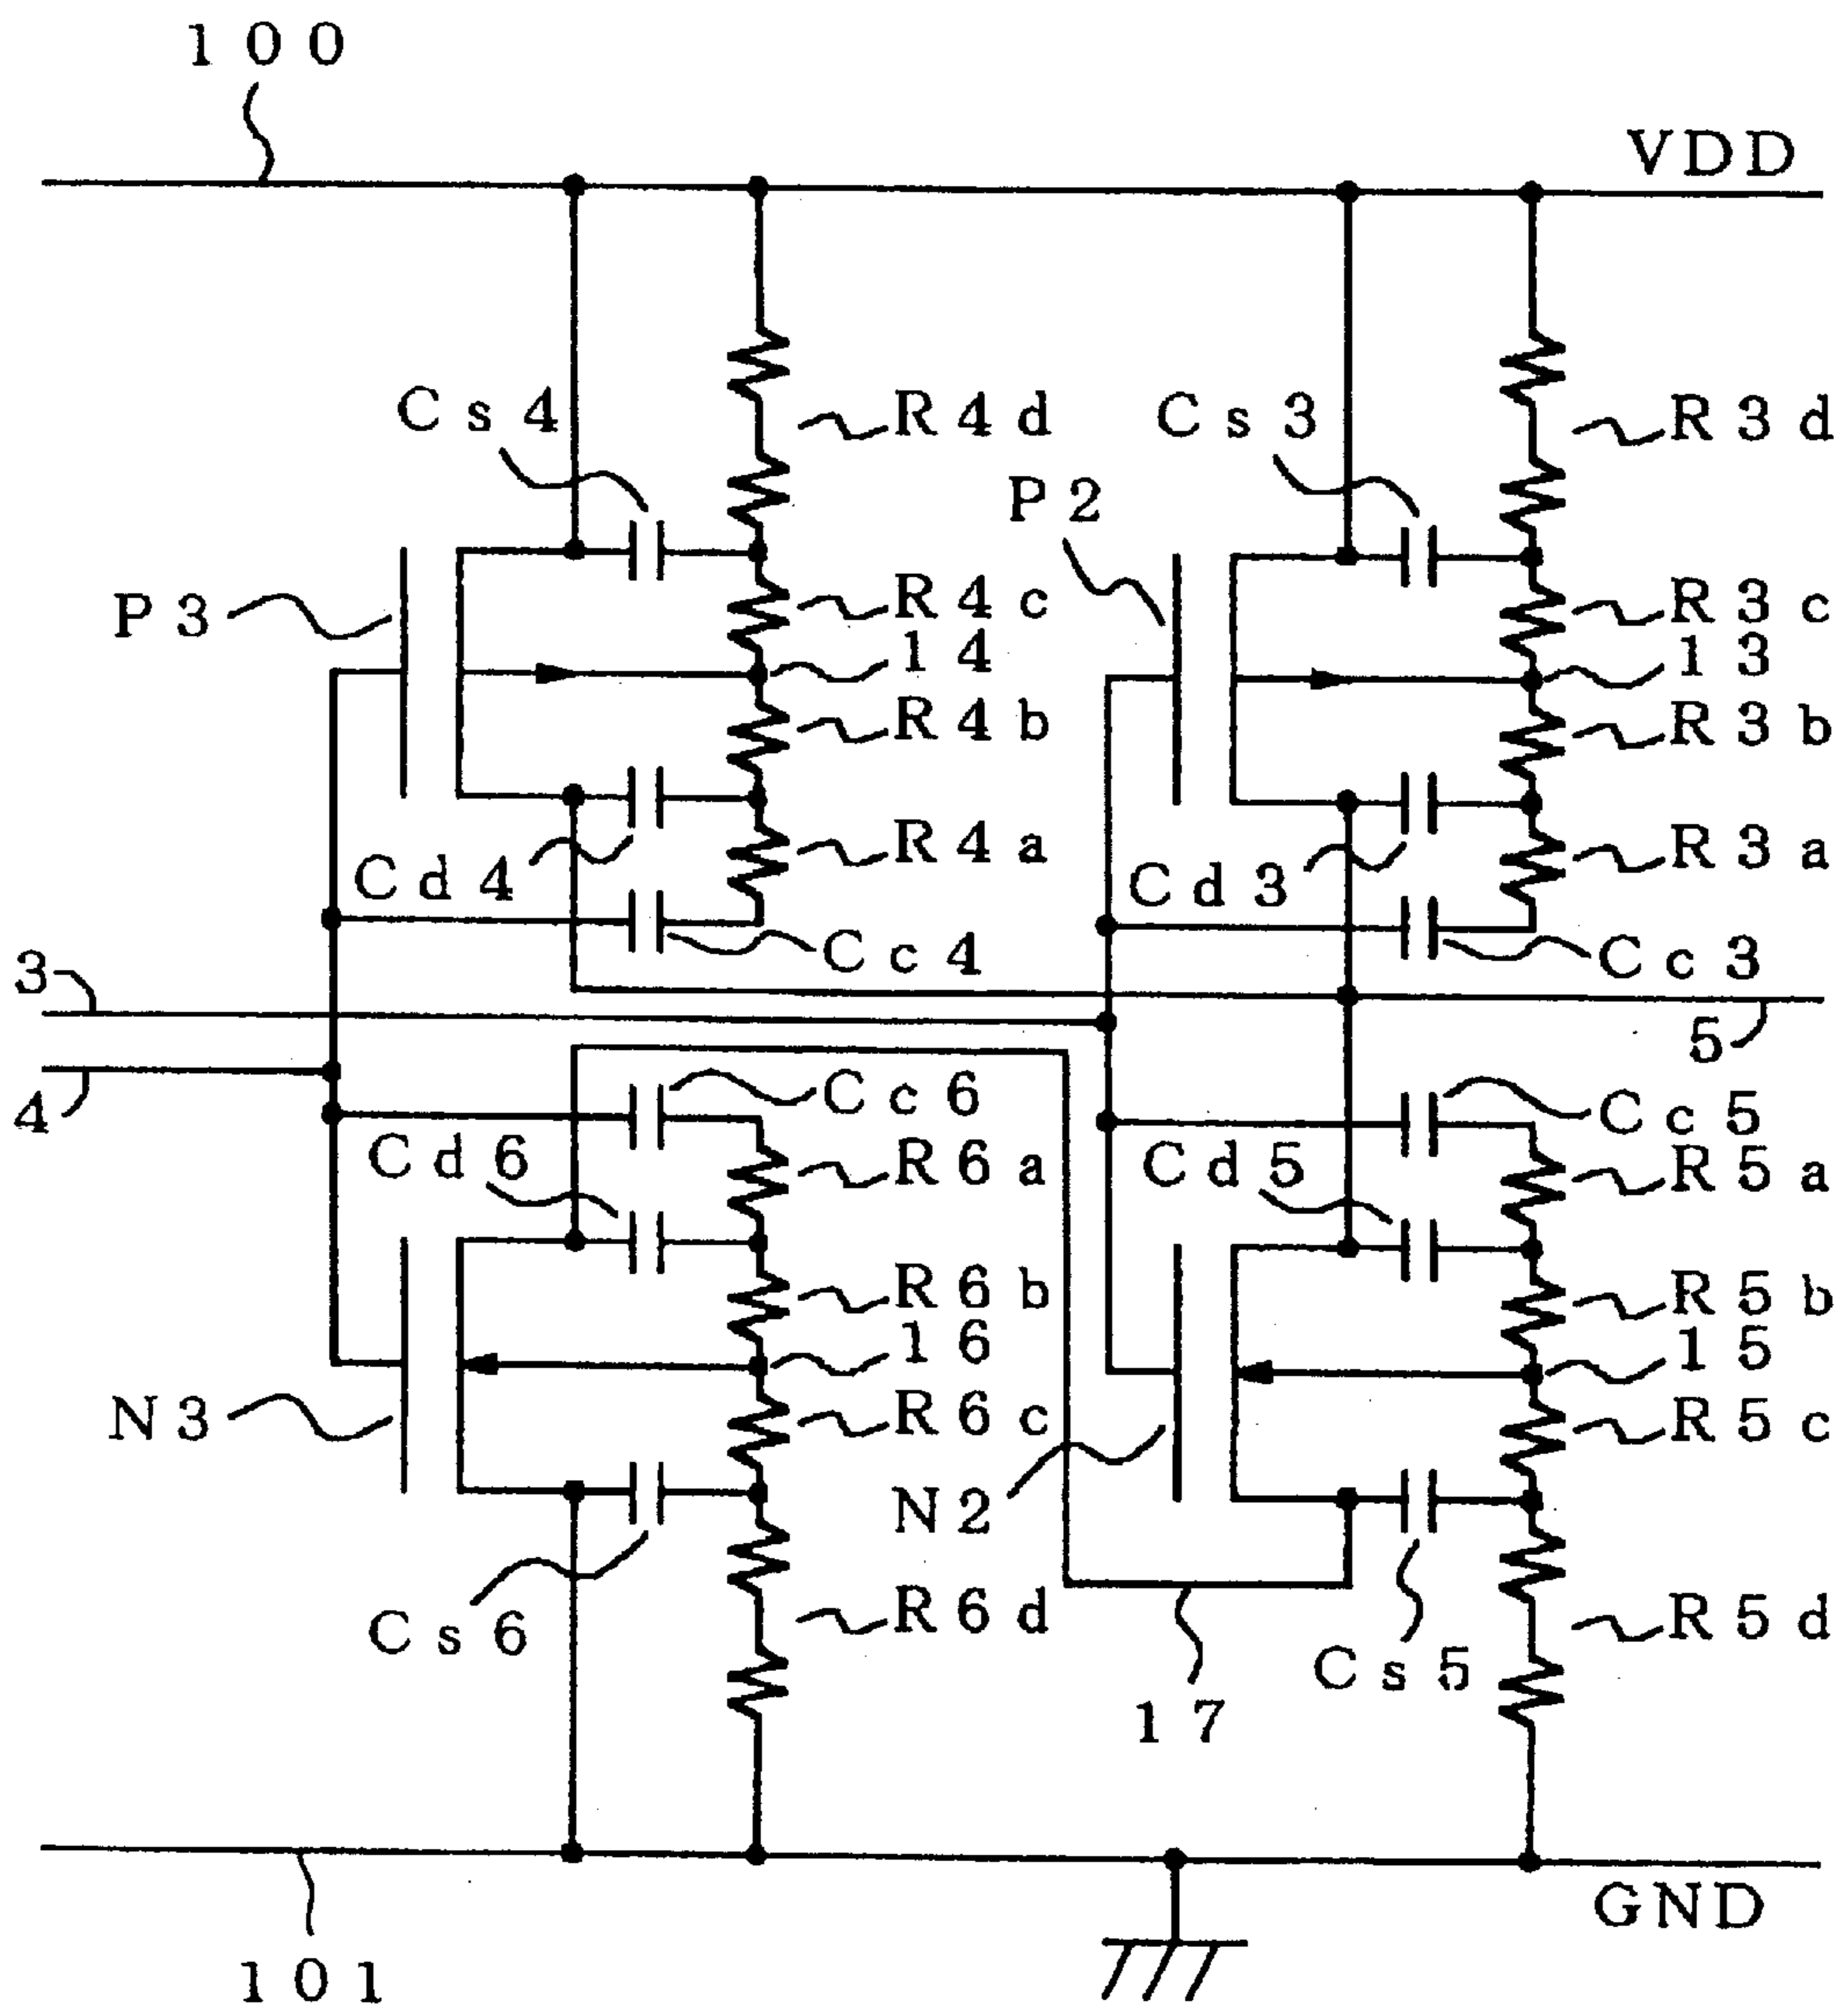 100
VDD
Cs4
R4d
Cs3
R3d
P2
P3
R4c
R3c
14
13
R4b
R3b
Cd4
R4a
Cd3
R3a
Cc4
Cc3
3
5
4
Cc6
Cc5
Cd6
R6a
Cd5
R5a
R6b
R5b
16
15
N3
R6c
R5c
N2
Cs6
R6d
R5d
Cs5
17
GND
101